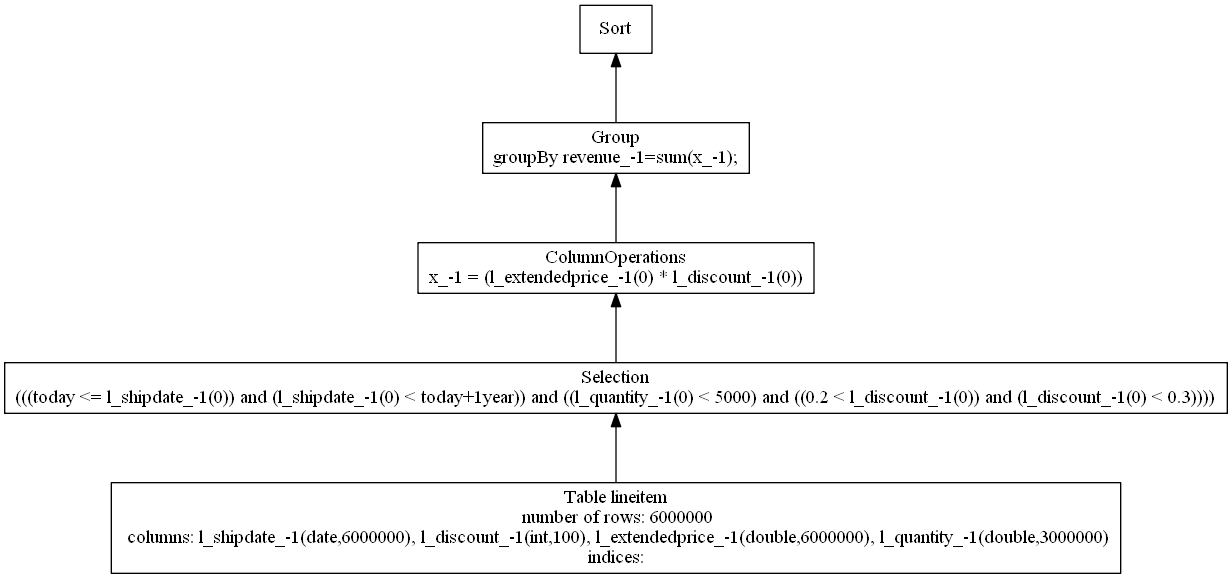 Sort
Group
groupBy revenue_-1=sum(x_-1);
ColumnOperations
x_-1 = (l_extendedprice_-1(0) * l_discount_-1(0))
Selection
(((today <= l_shipdate_-1(0)) and (l_shipdate_-1(0) < today+1year)) and ((l_quantity_-1(0) < 5000) and ((0.2 < l_discount_-1(0)) and (l_discount_-1(0) < 0.3))))
Table lineitem
number of rows: 6000000
columns: l_shipdate_-1(date,6000000), l_discount_-1(int,100), l_extendedprice_-1(double,6000000), l_quantity_-1(double,3000000)
indices: